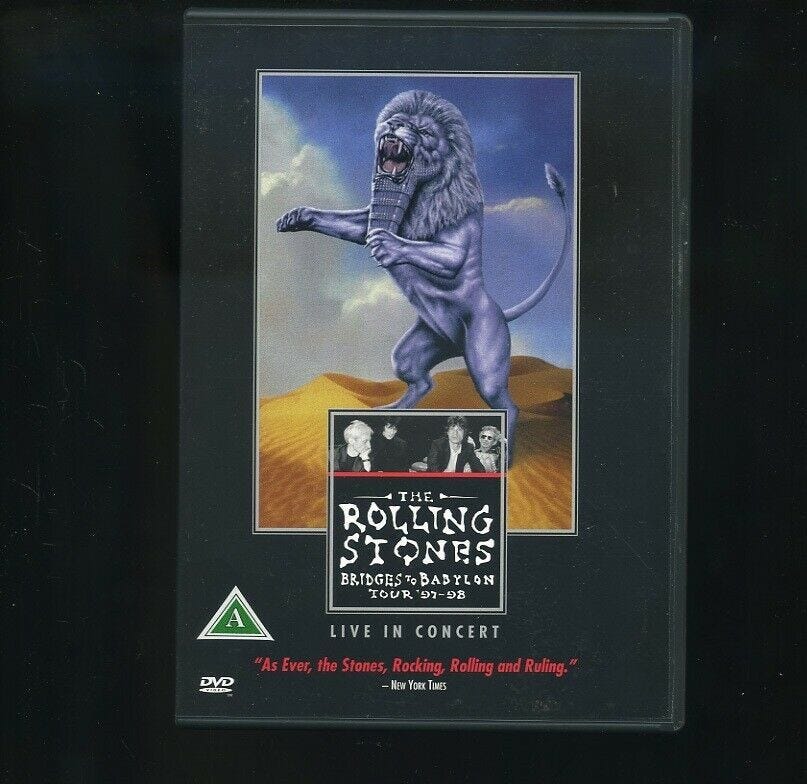 THE
ROLLING
STONES
BRIDGES TO BABYLON
TOUR '97-98
LIVE IN CONCERT
A
"As Ever, the Stones, Rocking, Rolling and Ruling."
– NEW YORK TIMES
DVD
VIDEO